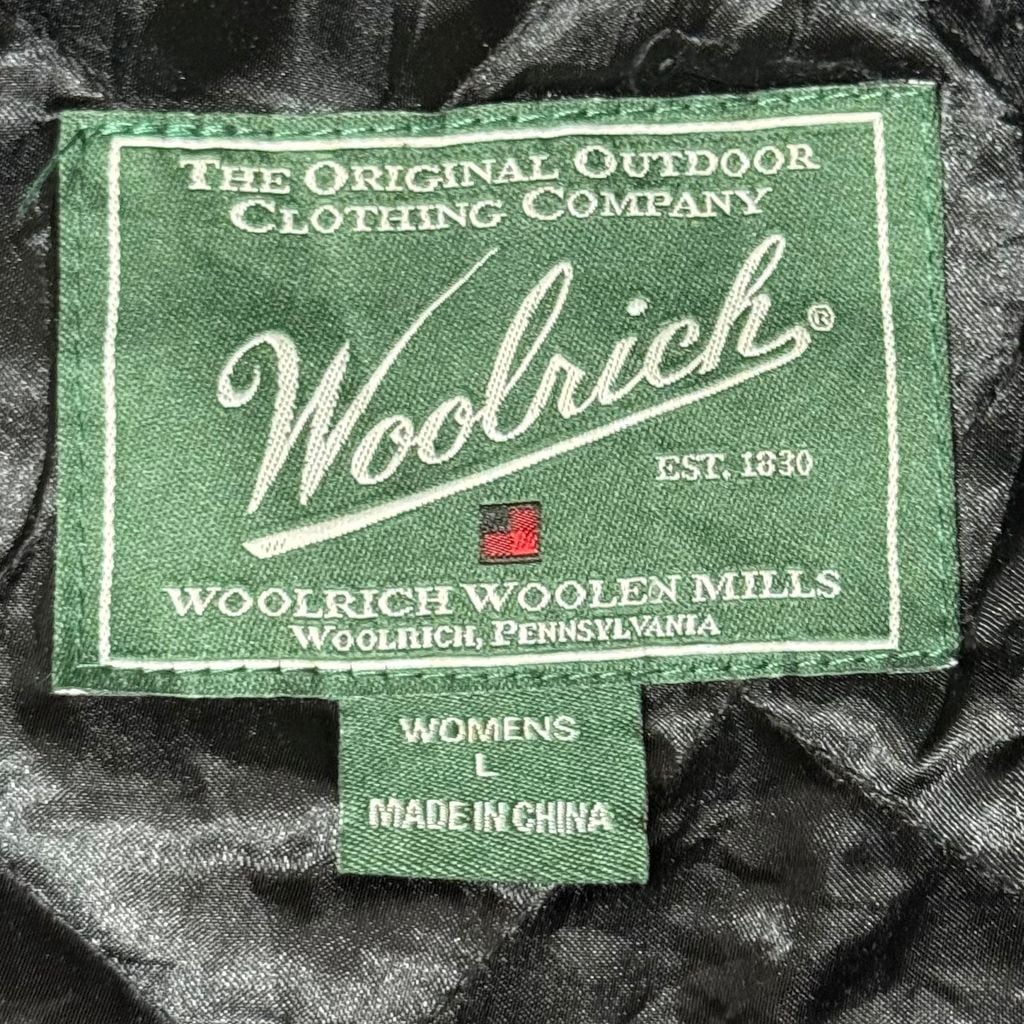 THE ORIGINAL OUTDOOR
CLOTHING COMPANY
Woolrich®
EST. 1830
WOOLRICH WOOLEN MILLS
WOOLRICH, PENNSYLVANIA
WOMENS
L
MADE IN CHINA